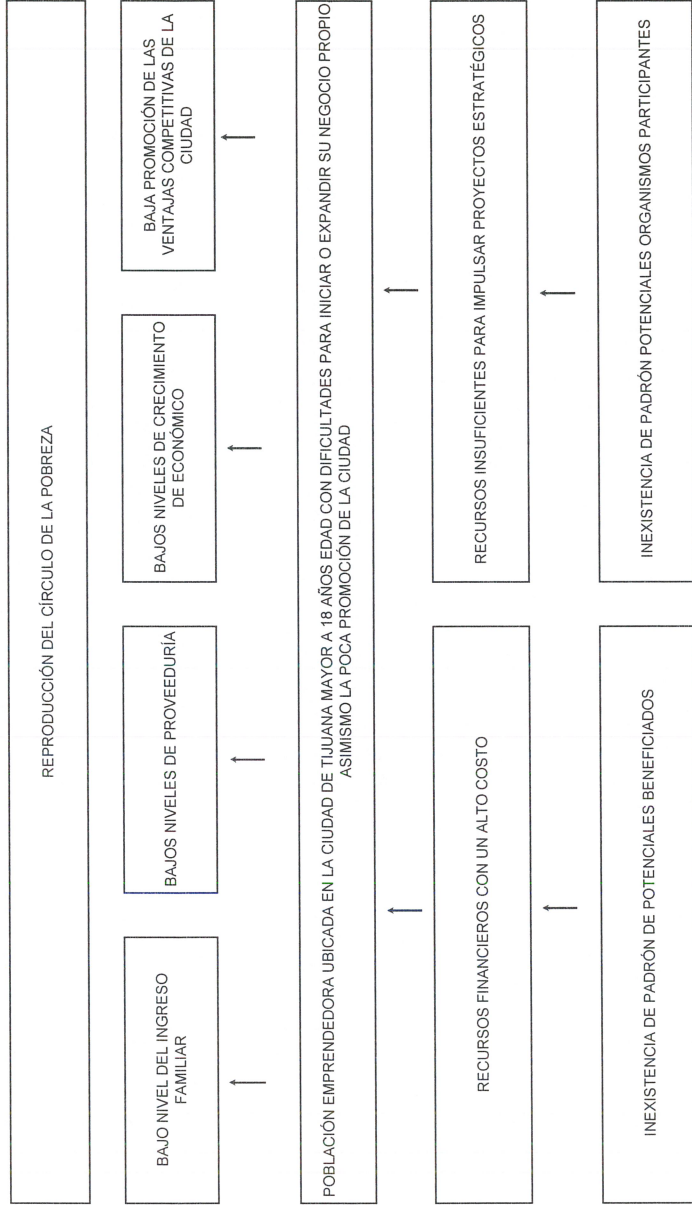 REPRODUCCIÓN DEL CÍRCULO DE LA POBREZA
BAJO NIVEL DEL INGRESO
FAMILIAR
BAJOS NIVELES DE PROVEEDURÍA
BAJOS NIVELES DE CRECIMIENTO
DE ECONÓMICO
BAJA PROMOCIÓN DE LAS
VENTAJAS COMPETITIVAS DE LA
CIUDAD
POBLACIÓN EMPRENDEDORA UBICADA EN LA CIUDAD DE TIJUANA MAYOR A 18 AÑOS EDAD CON DIFICULTADES PARA INICIAR O EXPANDIR SU NEGOCIO PROPIO
ASIMISMO LA POCA PROMOCIÓN DE LA CIUDAD
RECURSOS FINANCIEROS CON UN ALTO COSTO
RECURSOS INSUFICIENTES PARA IMPULSAR PROYECTOS ESTRATÉGICOS
INEXISTENCIA DE PADRÓN DE POTENCIALES BENEFICIADOS
INEXISTENCIA DE PADRÓN POTENCIALES ORGANISMOS PARTICIPANTES